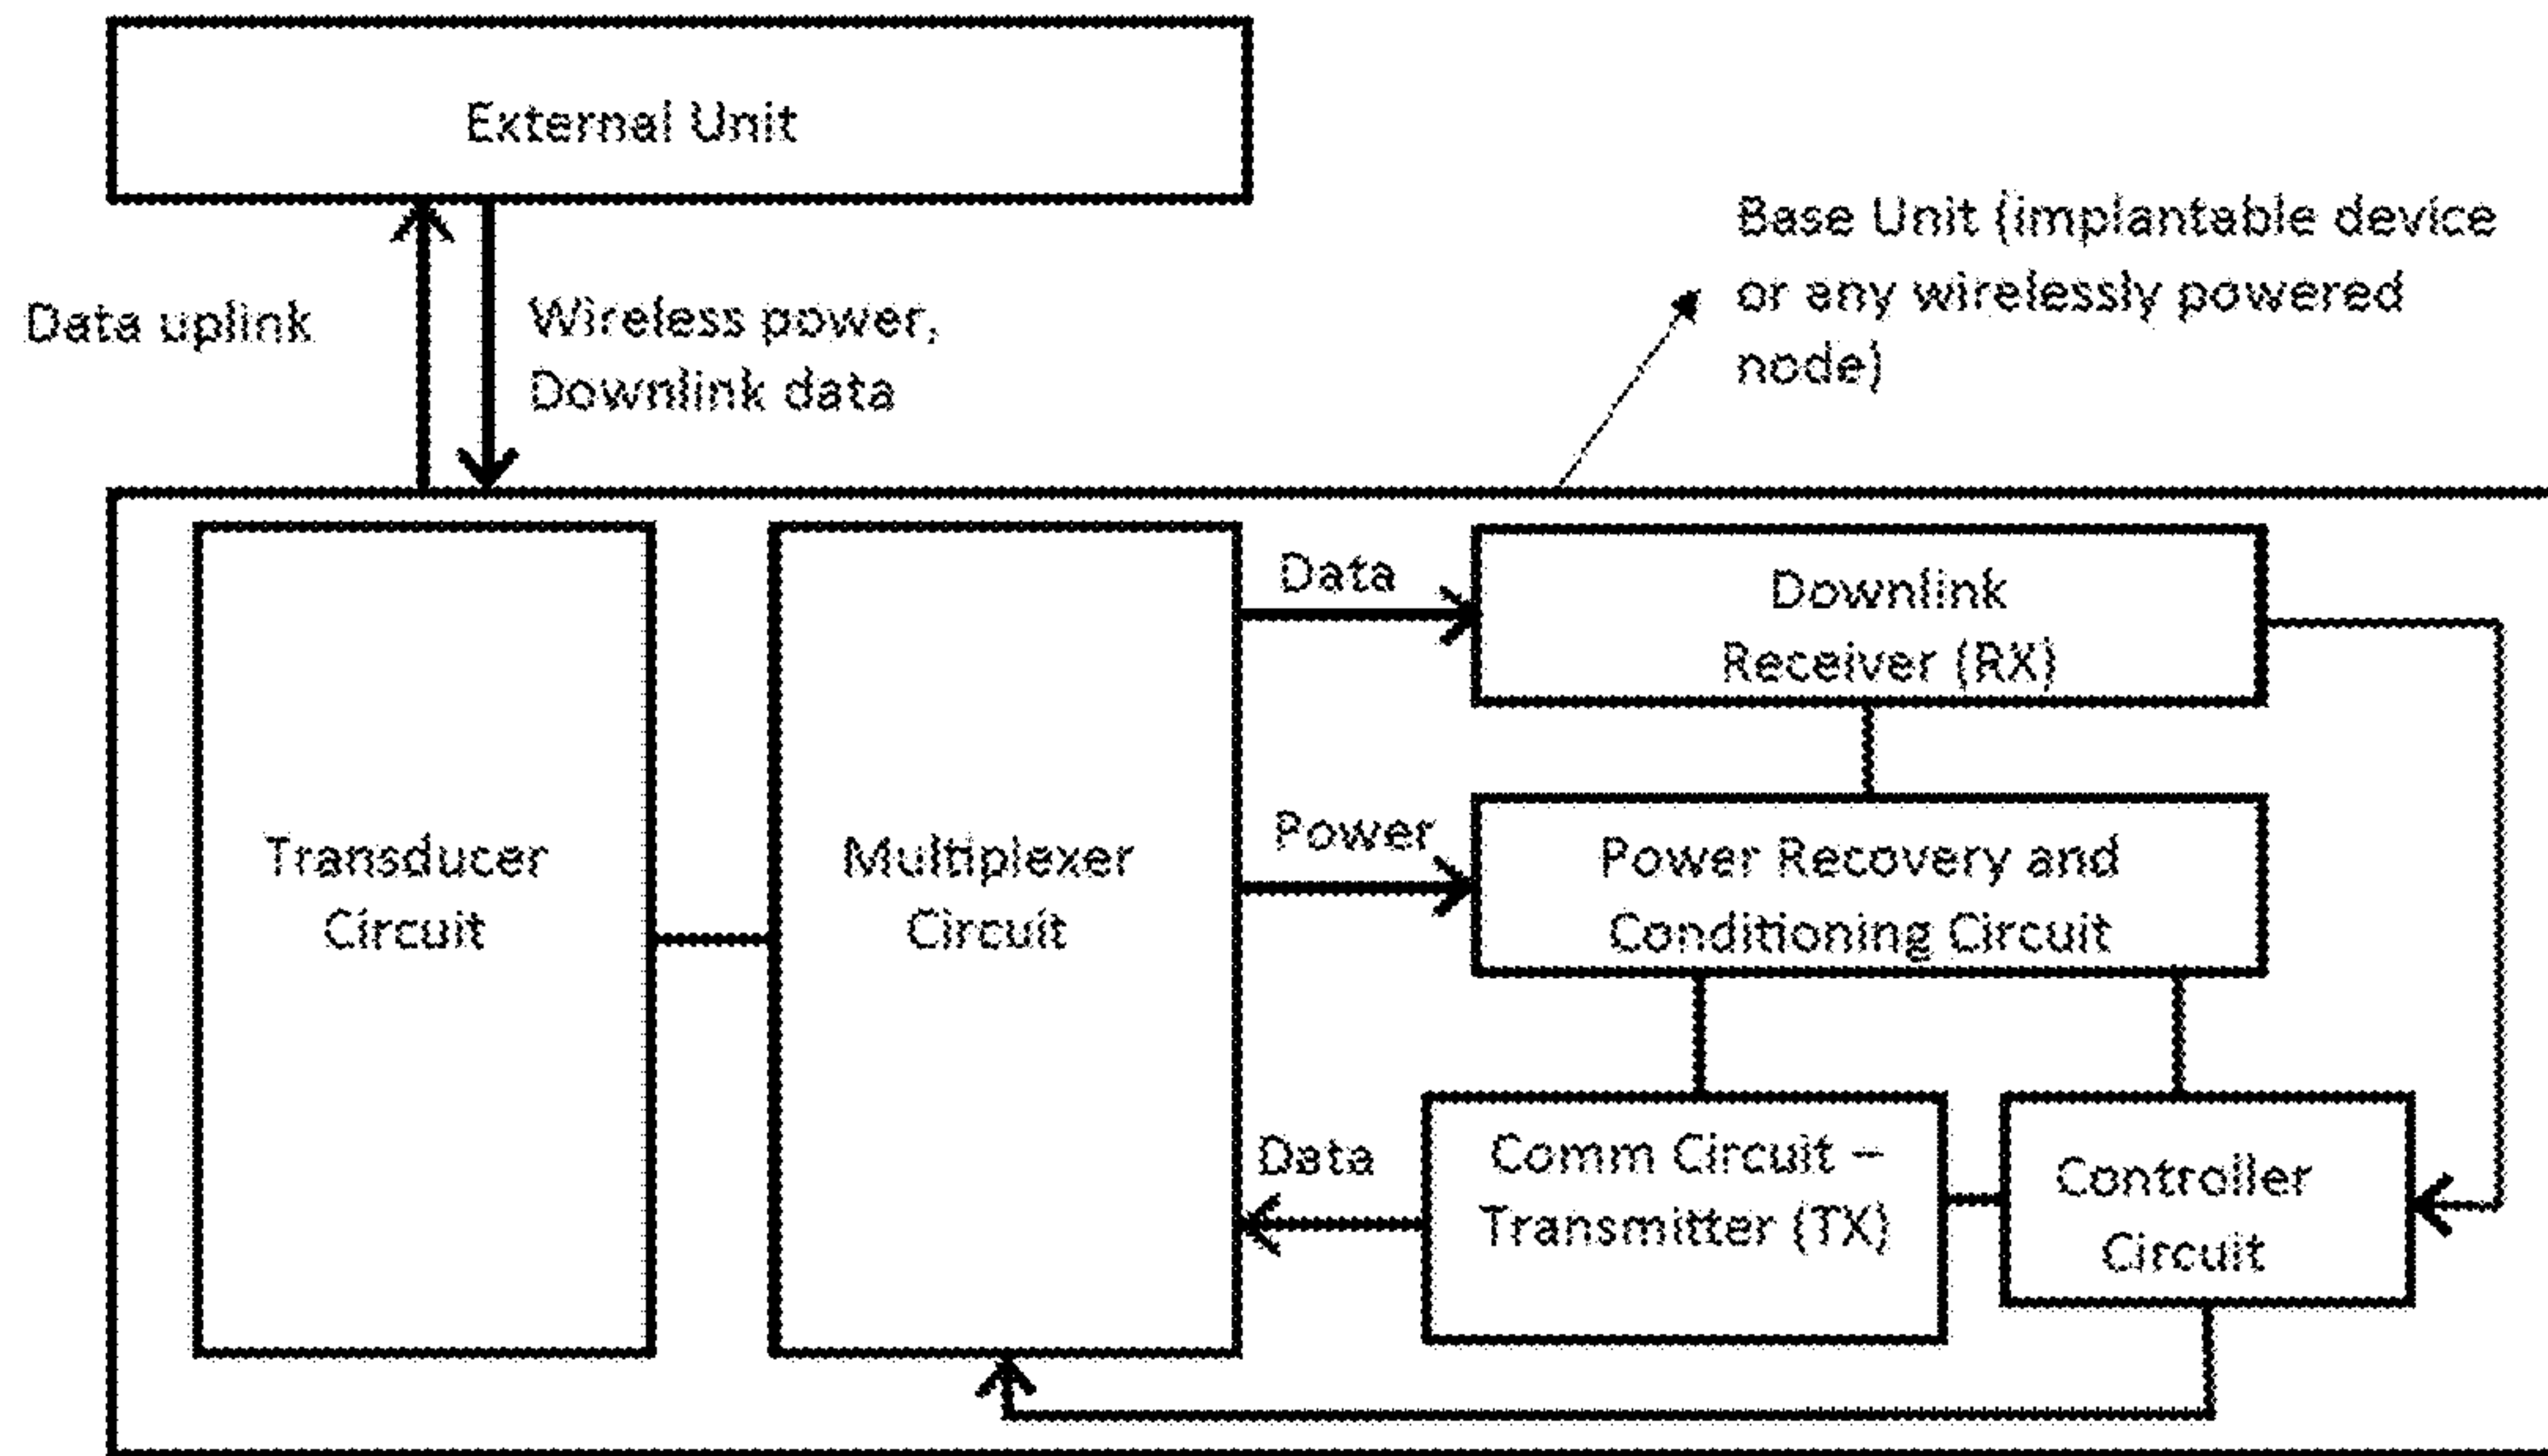 External Unit
Data uplink
Wireless power,
Downlink data
Base Unit (implantable device
or any wirelessly powered
node)
Transducer
Circuit
Multiplexer
Circuit
Data
Downlink
Receiver (RX)
Power
Power Recovery and
Conditioning Circuit
Data
Comm Circuit –
Transmitter (TX)
Controller
Circuit